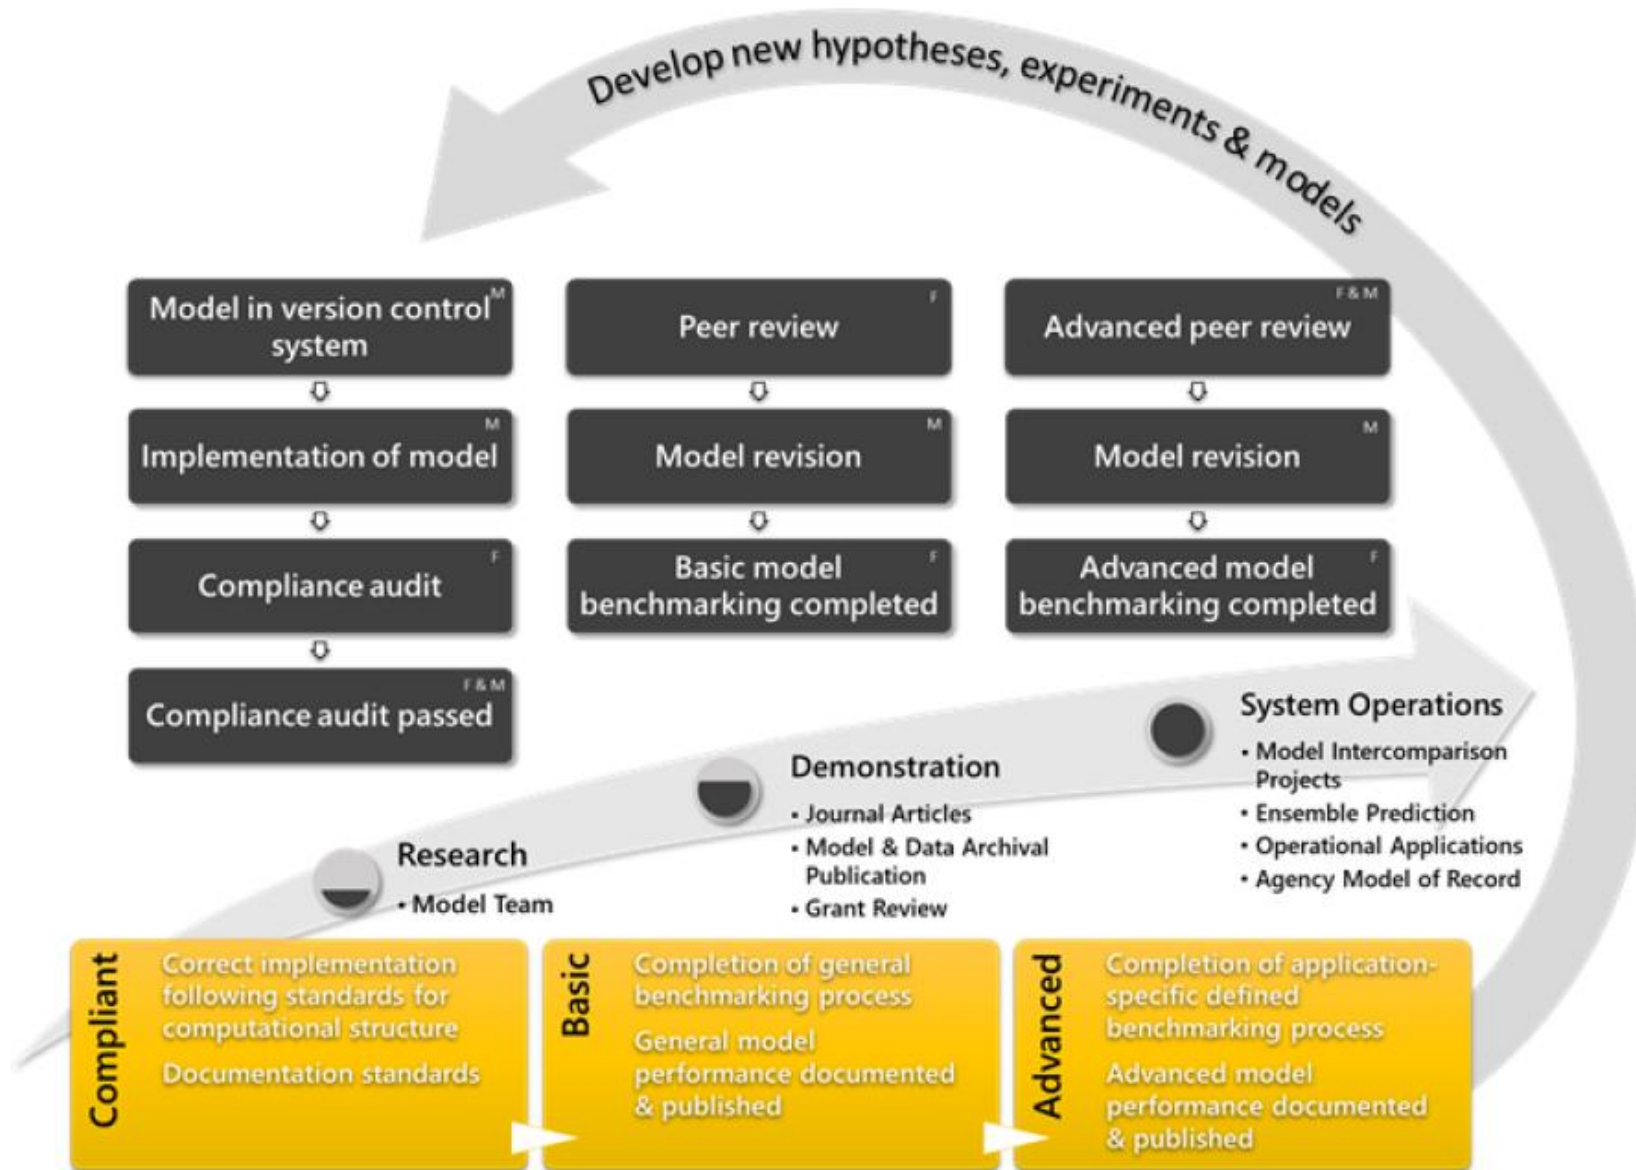 Develop new hypotheses, experiments & models
M
Model in version control
system
M
Implementation of model
F
Compliance audit
F & M
Compliance audit passed
F
Peer review
M
Model revision
F
Basic model
benchmarking completed
F & M
Advanced peer review
M
Model revision
F
Advanced model
benchmarking completed
Research
• Model Team
Demonstration
• Journal Articles
• Model & Data Archival
Publication
• Grant Review
System Operations
• Model Intercomparison
Projects
• Ensemble Prediction
• Operational Applications
• Agency Model of Record
Compliant
Correct implementation
following standards for
computational structure
Documentation standards
Basic
Completion of general
benchmarking process
General model
performance documented
& published
Advanced
Completion of application-
specific defined
benchmarking process
Advanced model
performance documented
& published